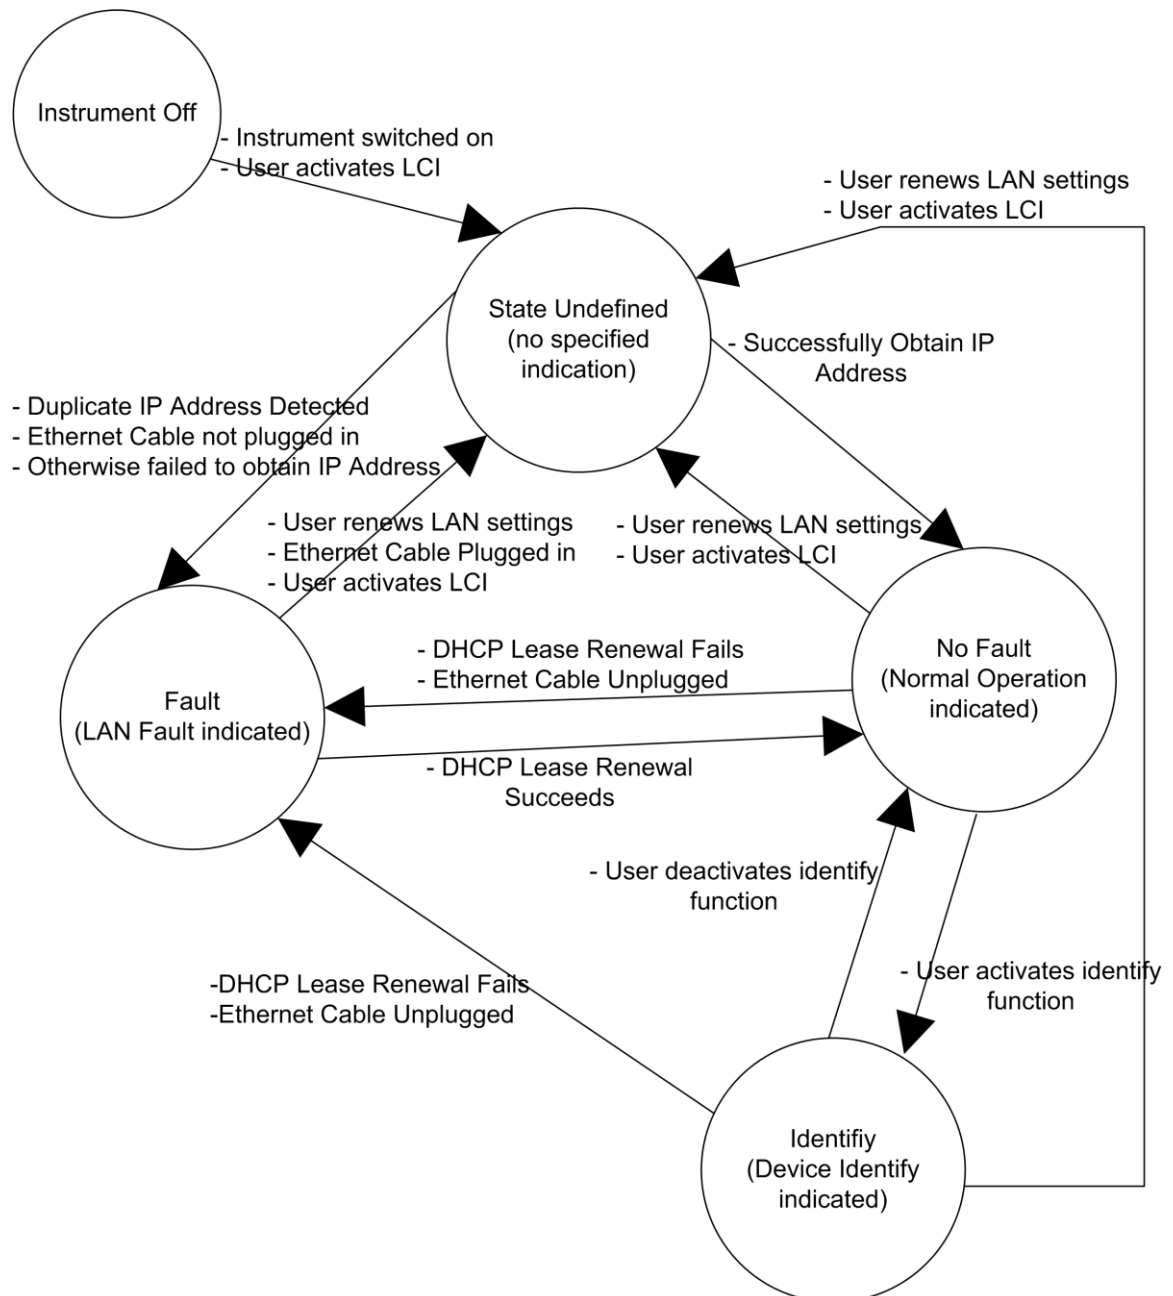 Instrument Off
- Instrument switched on
- User activates LCI
- User renews LAN settings
- User activates LCI
State Undefined
(no specified
indication)
- Successfully Obtain IP
Address
- Duplicate IP Address Detected
- Ethernet Cable not plugged in
- Otherwise failed to obtain IP Address
- User renews LAN settings
- Ethernet Cable Plugged in
- User activates LCI
- User renews LAN settings
- User activates LCI
- DHCP Lease Renewal Fails
- Ethernet Cable Unplugged
No Fault
(Normal Operation
indicated)
Fault
(LAN Fault indicated)
- DHCP Lease Renewal
Succeeds
- User deactivates identify
function
- User activates identify
function
-DHCP Lease Renewal Fails
-Ethernet Cable Unplugged
Identifiy
(Device Identify
indicated)